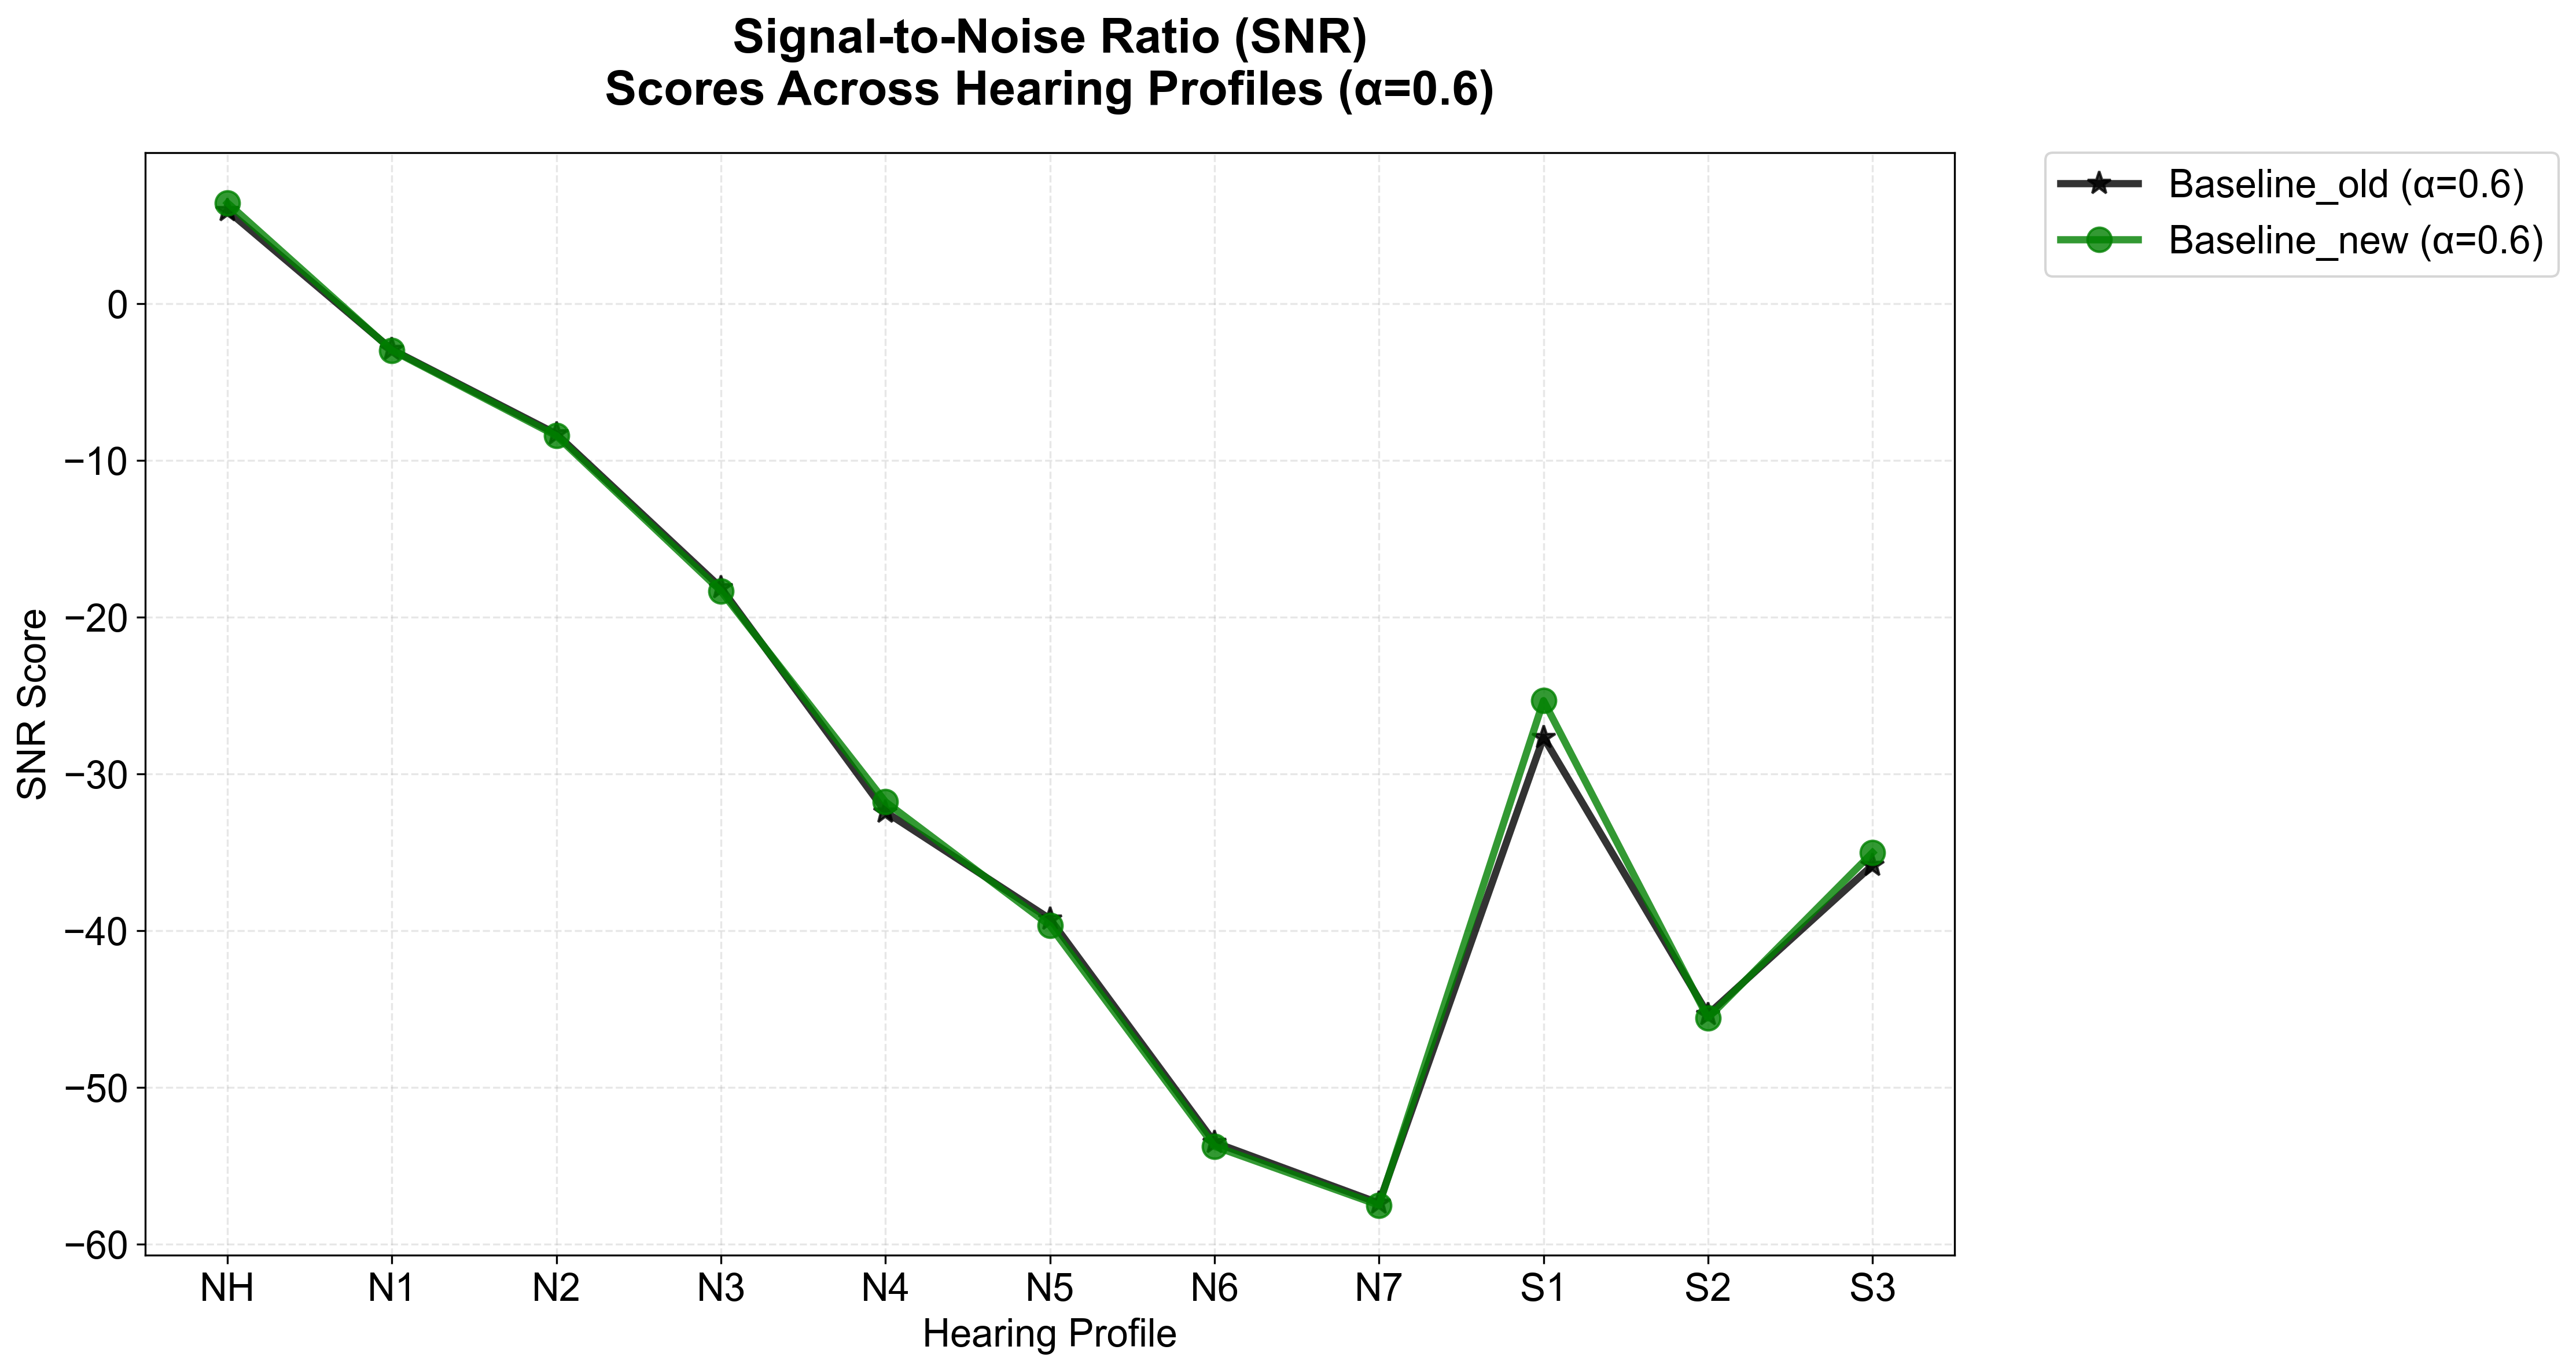 Signal-to-Noise Ratio (SNR)
Scores Across Hearing Profiles (α=0.6)
Baseline_old (α=0.6)
Baseline_new (α=0.6)
SNR Score
0
−10
−20
−30
−40
−50
−60
NH N1 N2 N3 N4 N5 N6 N7 S1 S2 S3
Hearing Profile